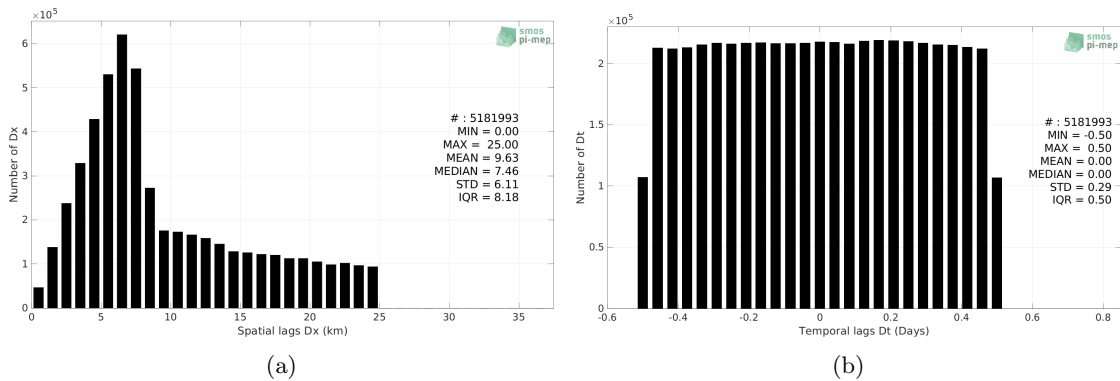 ×10⁵
smos
pi-mep
6
5
4
3
2
1
0
Number of Dx
# : 5181993
MIN = 0.00
MAX = 25.00
MEAN = 9.63
MEDIAN = 7.46
STD = 6.11
IQR = 8.18
0 5 10 15 20 25 30 35
Spatial lags Dx (km)
(a)
×10⁵
smos
pi-mep
2
1.5
1
0.5
0
Number of Dt
# : 5181993
MIN = -0.50
MAX = 0.50
MEAN = 0.00
MEDIAN = 0.00
STD = 0.29
IQR = 0.50
-0.6 -0.4 -0.2 0 0.2 0.4 0.6 0.8
Temporal lags Dt (Days)
(b)